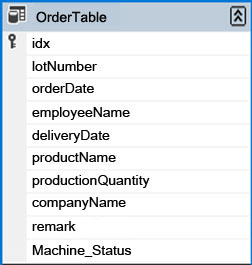 OrderTable
idx
lotNumber
orderDate
employeeName
deliveryDate
productName
productionQuantity
companyName
remark
Machine_Status